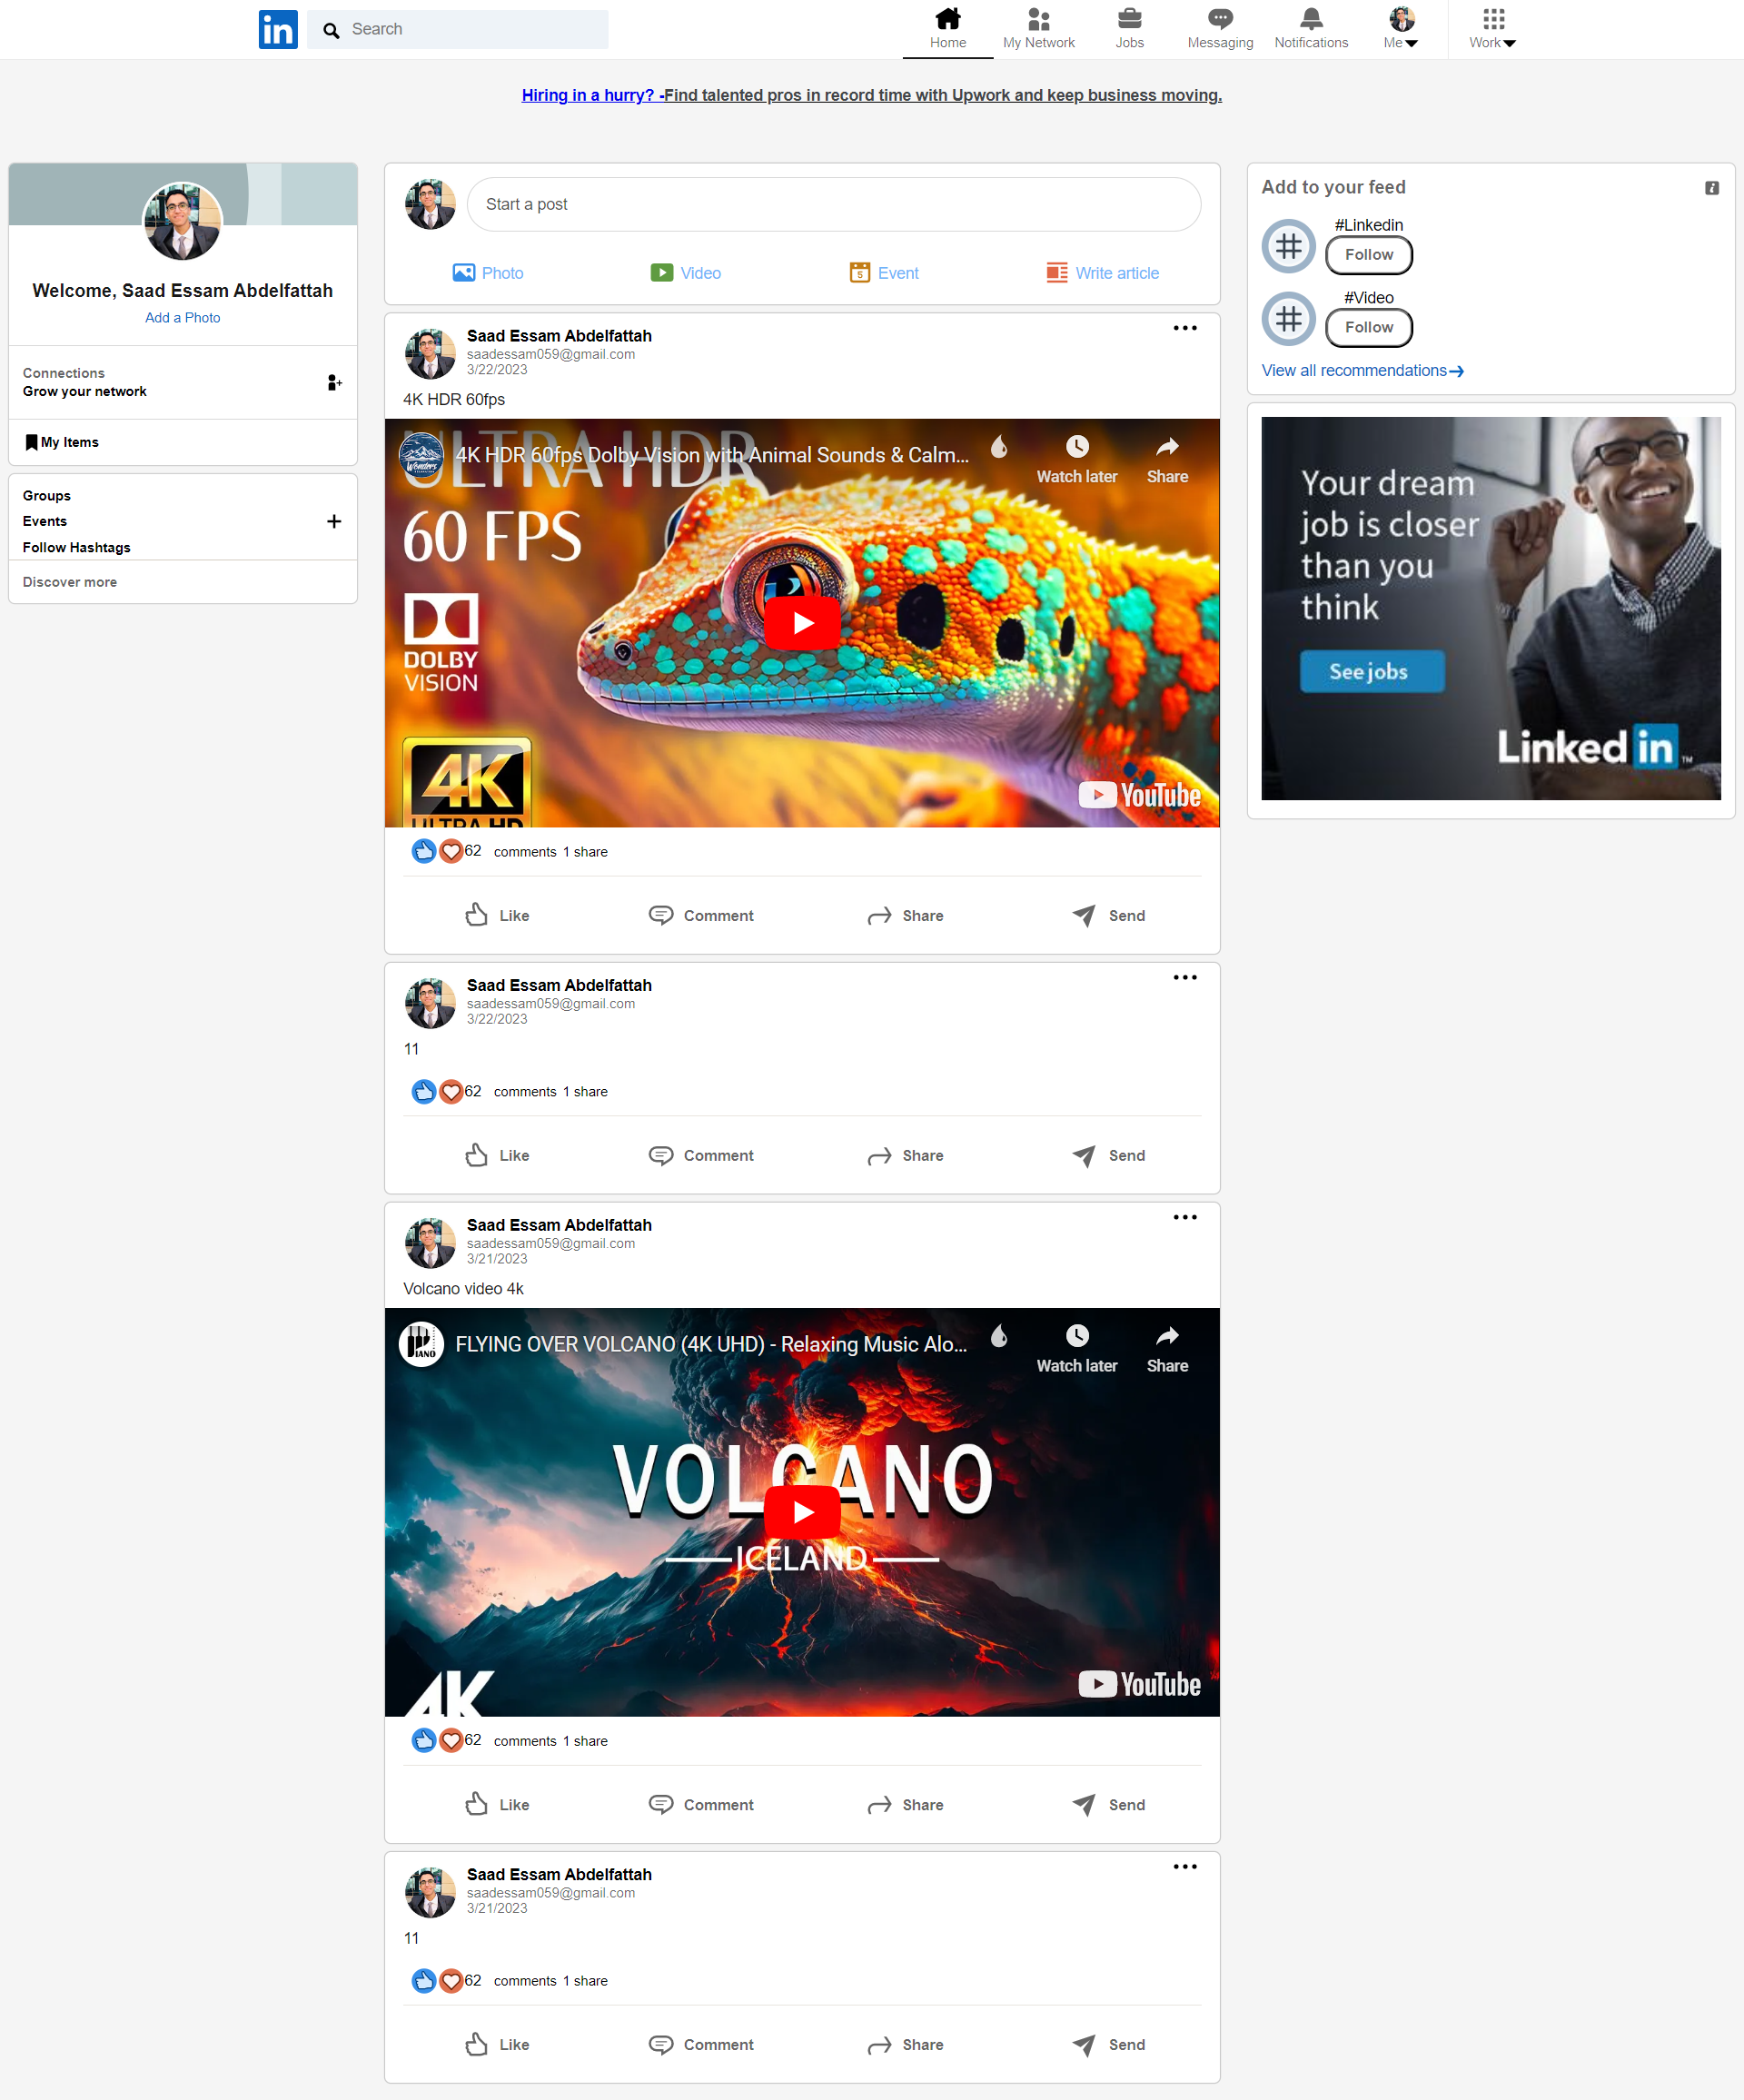 in
Search
Home
My Network
Jobs
Messaging
Notifications
Me
Work
Hiring in a hurry? -Find talented pros in record time with Upwork and keep business moving.
Welcome, Saad Essam Abdelfattah
Add a Photo
Connections
Grow your network
My Items
Groups
Events
Follow Hashtags
Discover more
Start a post
Photo
Video
5
Event
Write article
Saad Essam Abdelfattah
saadessam059@gmail.com
3/22/2023
4K HDR 60fps
ULTRA HDR
Wonders
4K HDR 60fps Dolby Vision with Animal Sounds & Calm...
Watch later
Share
60 FPS
DOLBY
VISION
4K
ULTRA HD
YouTube
62 comments 1 share
Like
Comment
Share
Send
Saad Essam Abdelfattah
saadessam059@gmail.com
3/22/2023
11
62 comments 1 share
Like
Comment
Share
Send
Saad Essam Abdelfattah
saadessam059@gmail.com
3/21/2023
Volcano video 4k
PIANO
FLYING OVER VOLCANO (4K UHD) - Relaxing Music Alo...
Watch later
Share
VOLCANO
ICELAND
4K
YouTube
62 comments 1 share
Like
Comment
Share
Send
Saad Essam Abdelfattah
saadessam059@gmail.com
3/21/2023
11
62 comments 1 share
Like
Comment
Share
Send
Add to your feed
#Linkedin
Follow
#Video
Follow
View all recommendations
Your dream
job is closer
than you
think
See jobs
Linked in ™